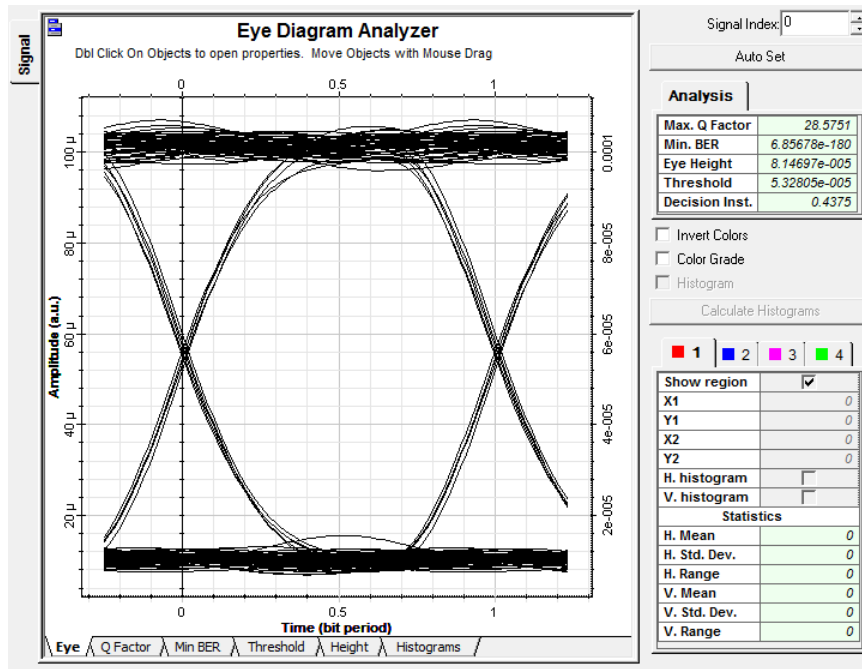 Signal
Eye Diagram Analyzer
Dbl Click On Objects to open properties. Move Objects with Mouse Drag
0 0.5 1
Amplitude (a.u.)
100 µ
80 µ
60 µ
40 µ
20 µ
0.0001
8e-005
6e-005
4e-005
2e-005
0 0.5 1
Time (bit period)
Eye Q Factor Min BER Threshold Height Histograms
Signal Index: 0
Auto Set
Analysis
Max. Q Factor 28.5751
Min. BER 6.85678e-180
Eye Height 8.14697e-005
Threshold 5.32805e-005
Decision Inst. 0.4375
Invert Colors
Color Grade
Histogram
Calculate Histograms
1 2 3 4
Show region
X1 0
Y1 0
X2 0
Y2 0
H. histogram
V. histogram
Statistics
H. Mean 0
H. Std. Dev. 0
H. Range 0
V. Mean 0
V. Std. Dev. 0
V. Range 0